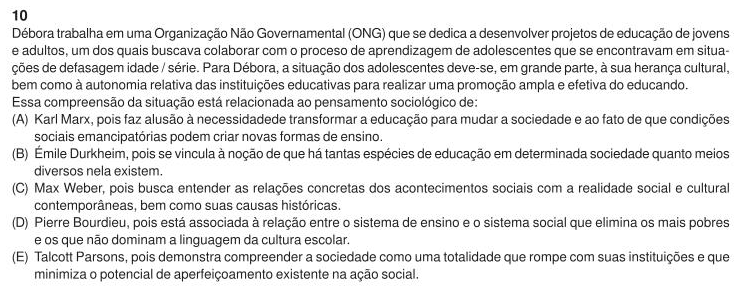 10
Débora trabalha em uma Organização Não Governamental (ONG) que se dedica a desenvolver projetos de educação de jovens
e adultos, um dos quais buscava colaborar com o processo de aprendizagem de adolescentes que se encontravam em situa-
ções de defasagem idade / série. Para Débora, a situação dos adolescentes deve-se, em grande parte, à sua herança cultural,
bem como à autonomia relativa das instituições educativas para realizar uma promoção ampla e efetiva do educando.
Essa compreensão da situação está relacionada ao pensamento sociológico de:
(A) Karl Marx, pois faz alusão à necessidadede transformar a educação para mudar a sociedade e ao fato de que condições
sociais emancipatórias podem criar novas formas de ensino.
(B) Émile Durkheim, pois se vincula à noção de que há tantas espécies de educação em determinada sociedade quanto meios
diversos nela existem.
(C) Max Weber, pois busca entender as relações concretas dos acontecimentos sociais com a realidade social e cultural
contemporâneas, bem como suas causas históricas.
(D) Pierre Bourdieu, pois está associada à relação entre o sistema de ensino e o sistema social que elimina os mais pobres
e os que não dominam a linguagem da cultura escolar.
(E) Talcott Parsons, pois demonstra compreender a sociedade como uma totalidade que rompe com suas instituições e que
minimiza o potencial de aperfeiçoamento existente na ação social.